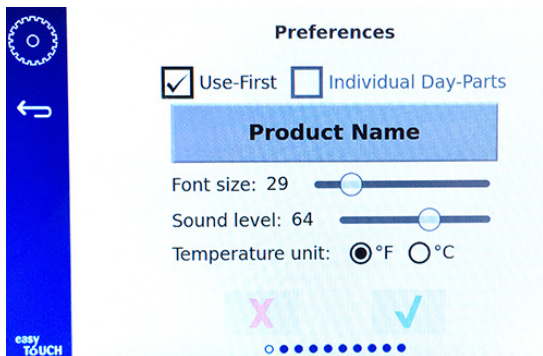 Preferences
Use-First Individual Day-Parts
Product Name
Font size: 29
Sound level: 64
Temperature unit: °F °C
X
easy
TOUCH